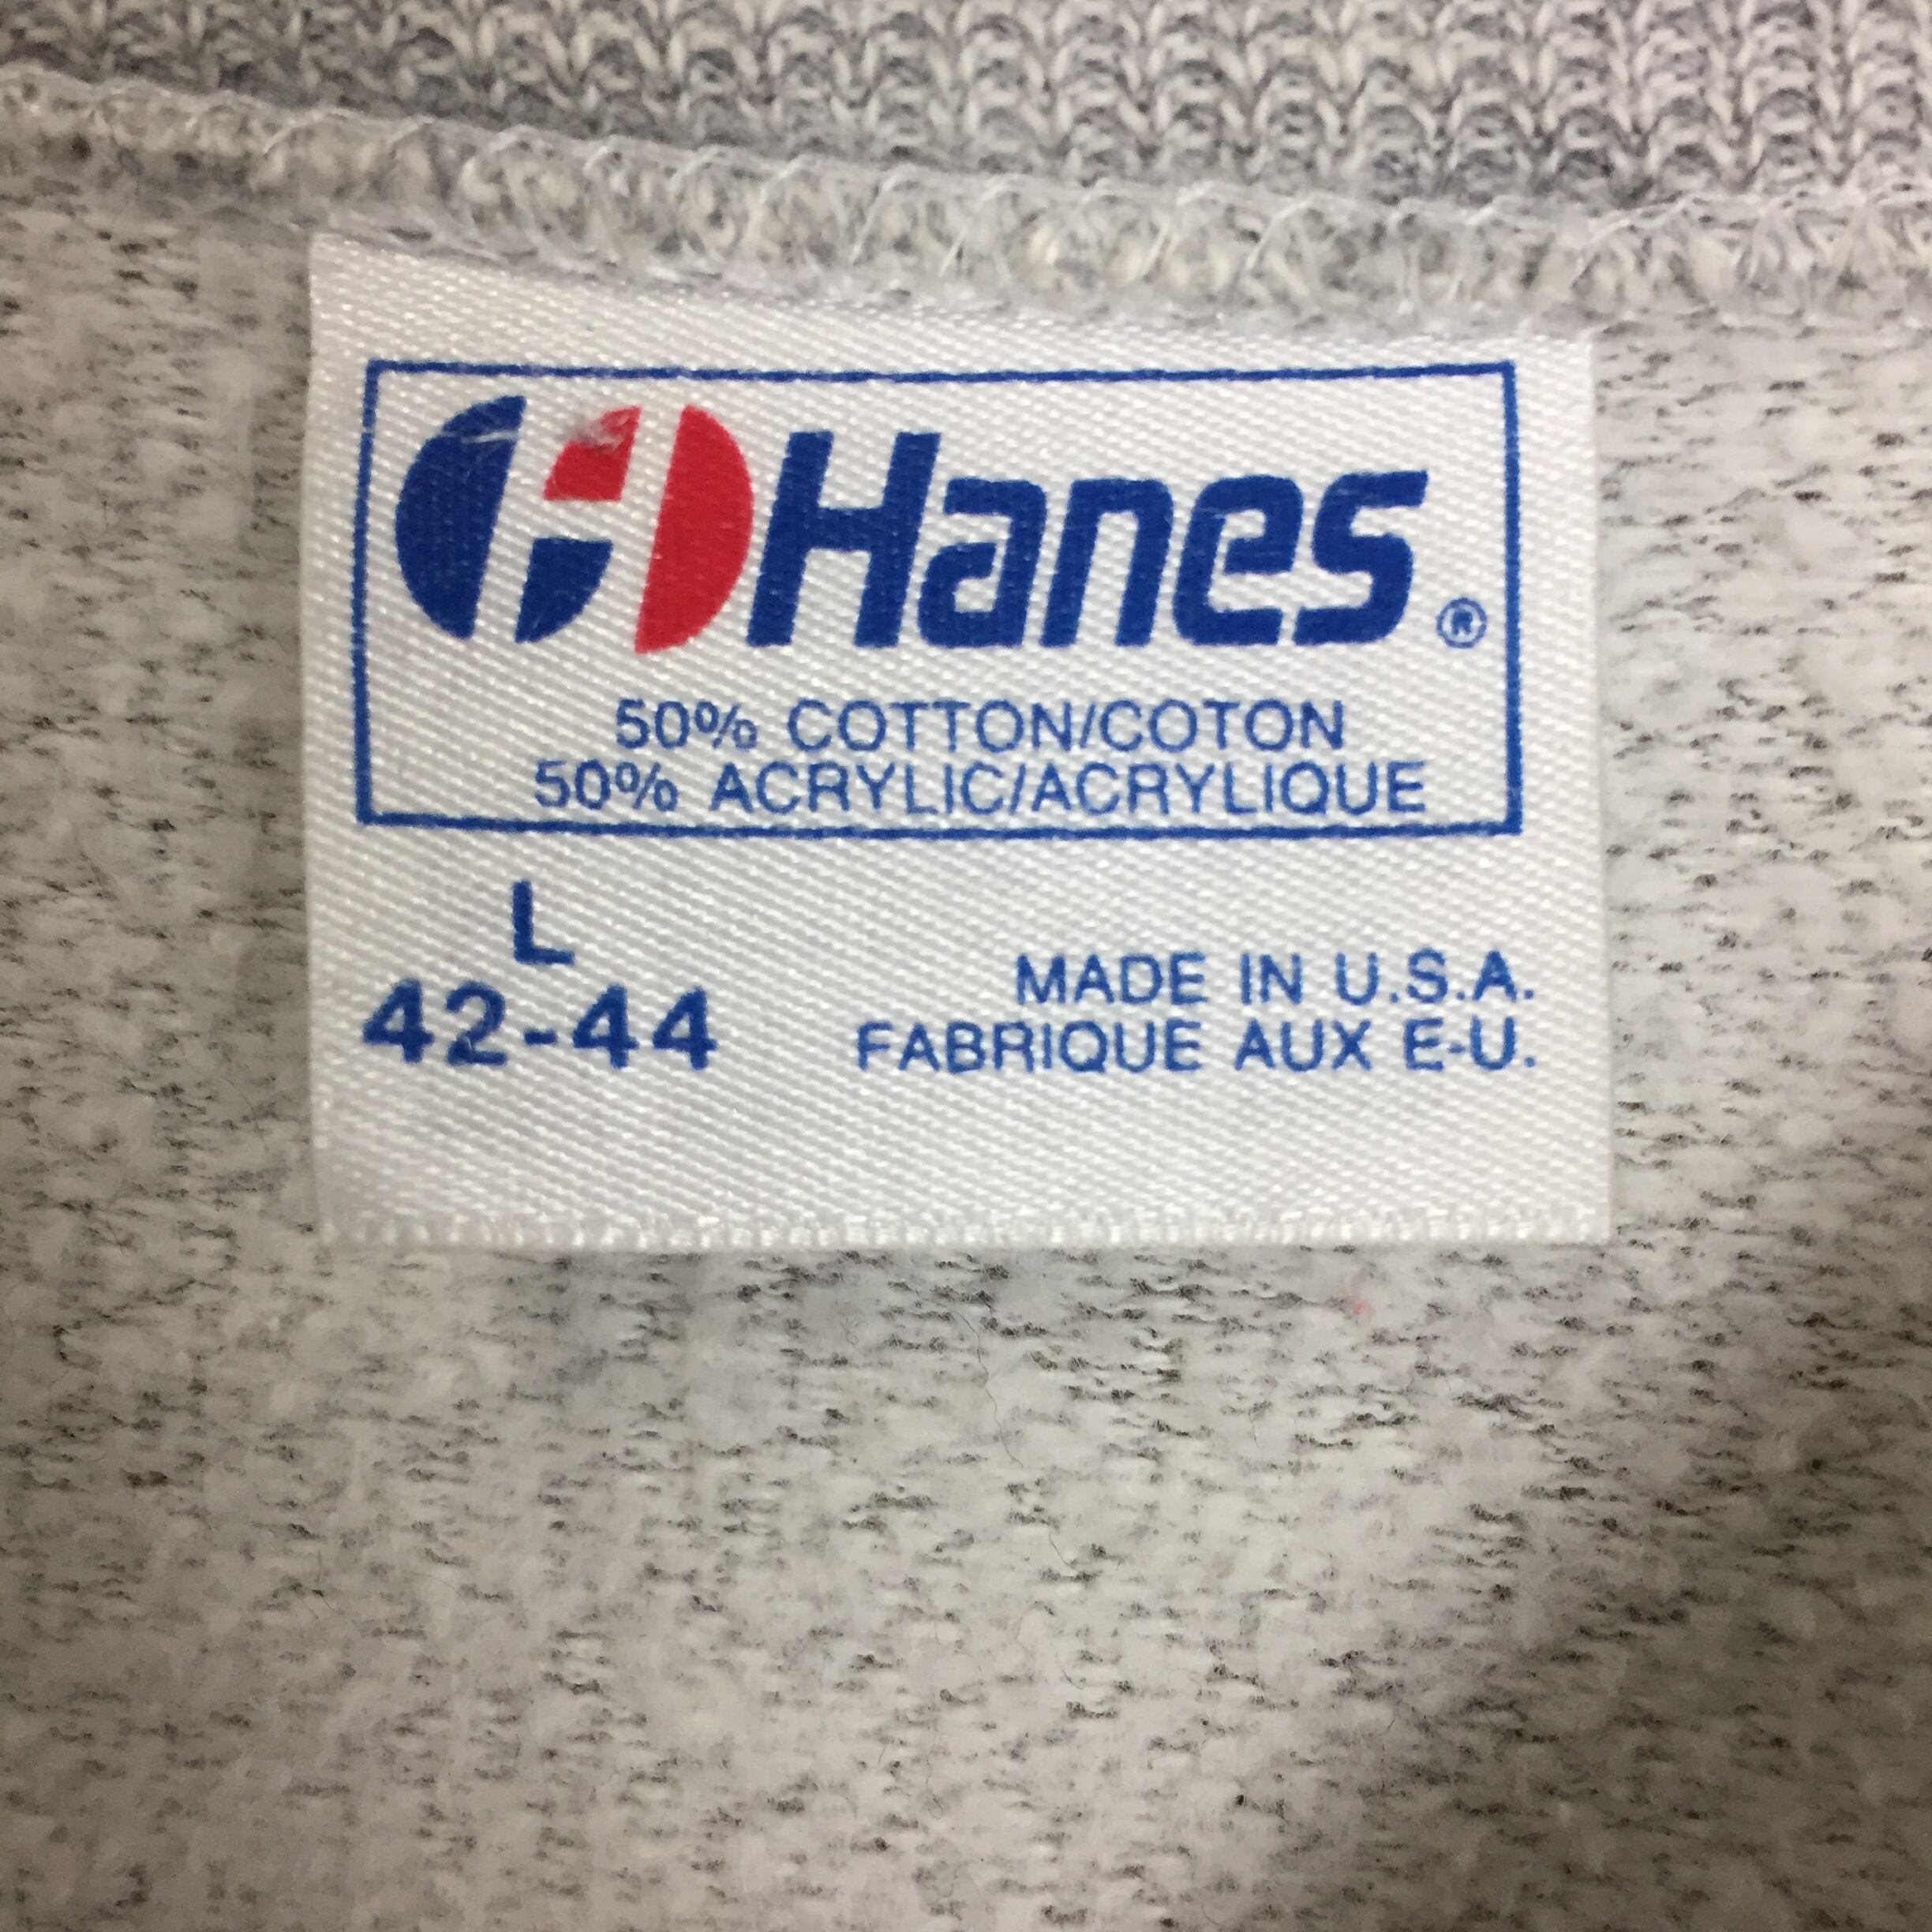 Hanes®
50% COTTON/COTON
50% ACRYLIC/ACRYLIQUE
L
42-44
MADE IN U.S.A.
FABRIQUE AUX E-U.